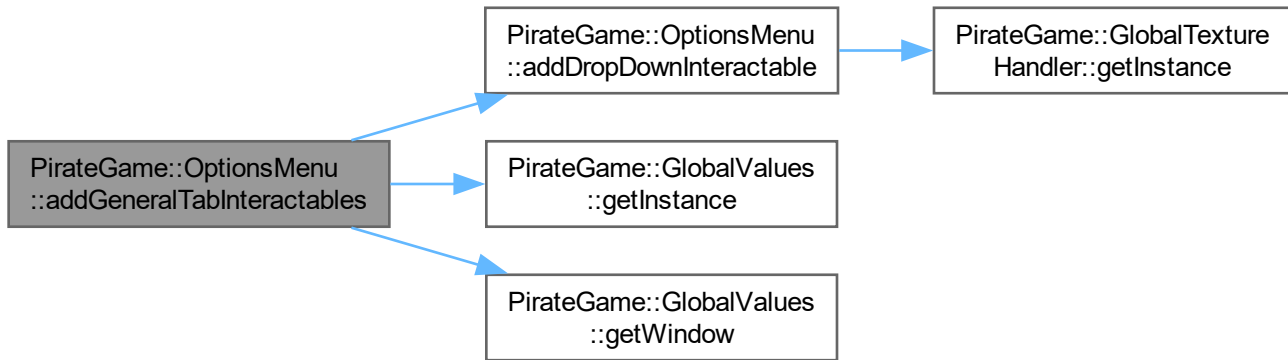 PirateGame::OptionsMenu
::addDropDownInteractable
PirateGame::GlobalTexture
Handler::getInstance
PirateGame::OptionsMenu
::addGeneralTabInteractables
PirateGame::GlobalValues
::getInstance
PirateGame::GlobalValues
::getWindow